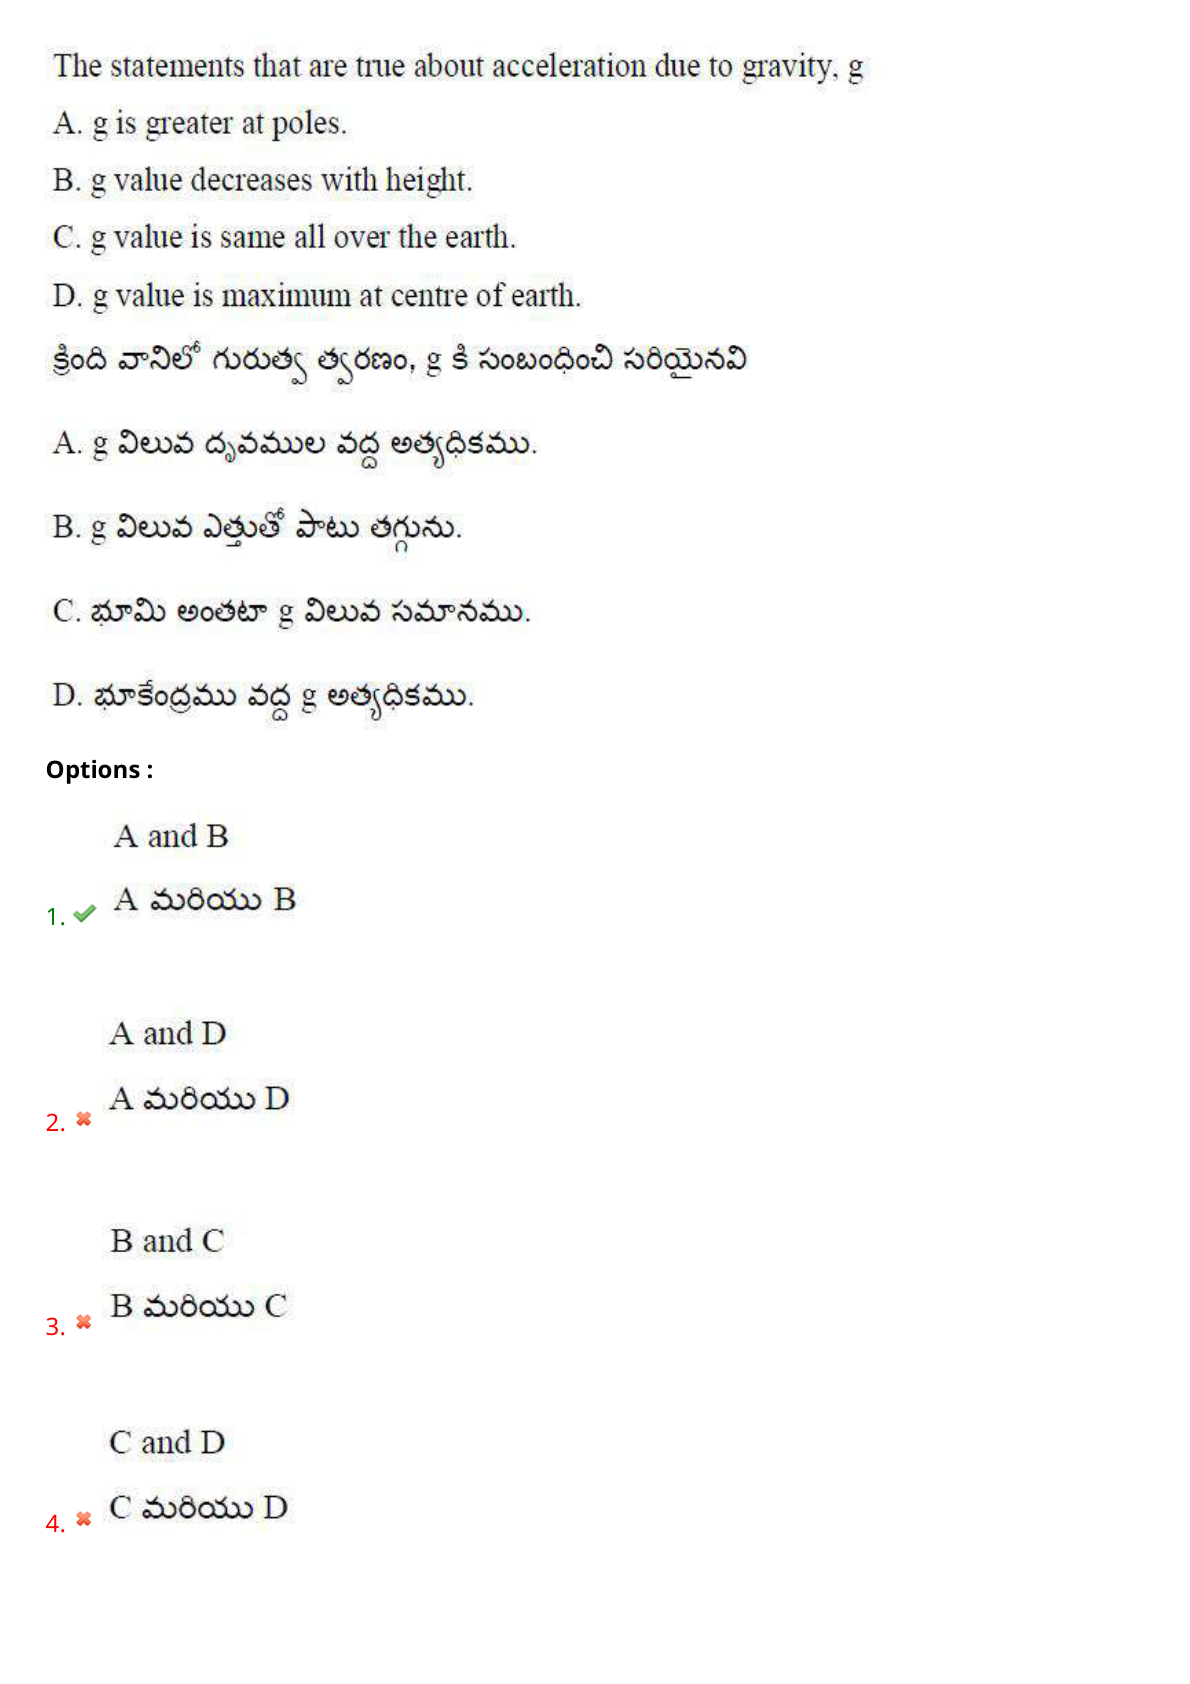 The statements that are true about acceleration due to gravity, g
A. g is greater at poles.
B. g value decreases with height.
C. g value is same all over the earth.
D. g value is maximum at centre of earth.
క్రింది వానిలో గురుత్వ త్వరణం, g కి సంబంధించి సరియైనవి
A. g విలువ దృవముల వద్ద అత్యధికము.
B. g విలువ ఎత్తుతో పాటు తగ్గును.
C. భూమి అంతటా g విలువ సమానము.
D. భూకేంద్రము వద్ద g అత్యధికము.
Options :
A and B
1. A మరియు B
A and D
2. A మరియు D
B and C
3. B మరియు C
C and D
4. C మరియు D